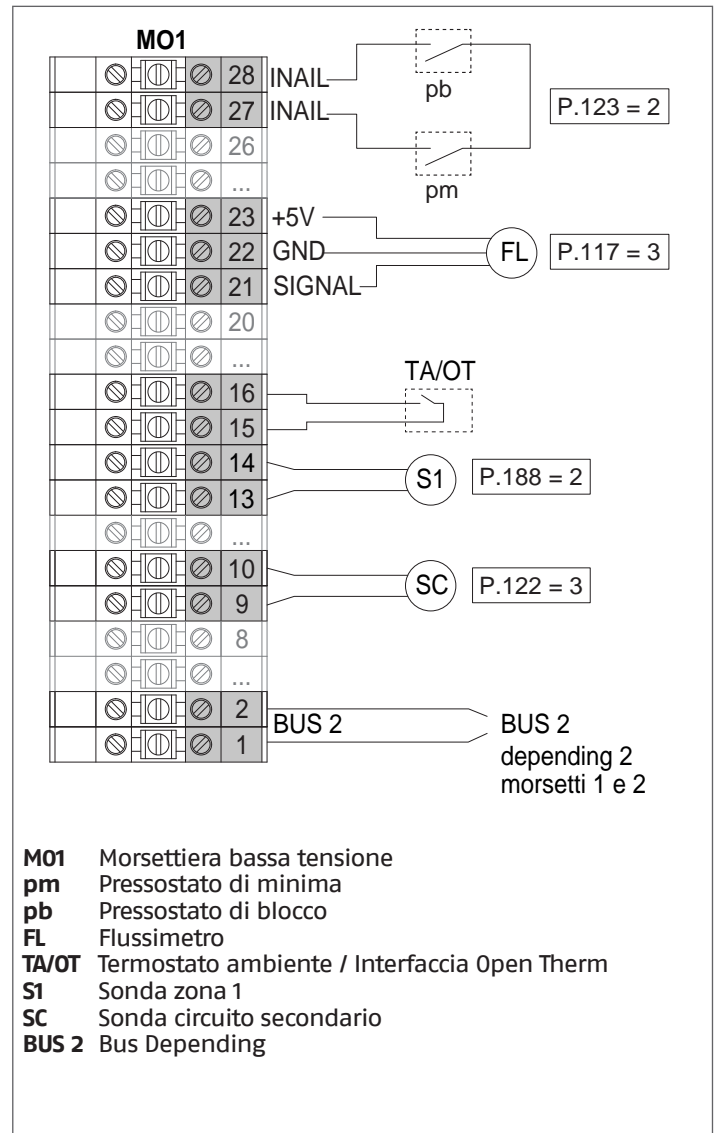 MO1
28 INAIL
pb
27 INAIL
P.123 = 2
26
...
pm
23 +5V
22 GND
FL
P.117 = 3
21 SIGNAL
20
...
TA/OT
16
15
14
S1
P.188 = 2
13
...
10
SC
P.122 = 3
9
8
...
2
BUS 2
BUS 2
1
depending 2
morsetti 1 e 2
MO1 Morsettiera bassa tensione
pm Pressostato di minima
pb Pressostato di blocco
FL Flussimetro
TA/OT Termostato ambiente / Interfaccia Open Therm
S1 Sonda zona 1
SC Sonda circuito secondario
BUS 2 Bus Depending